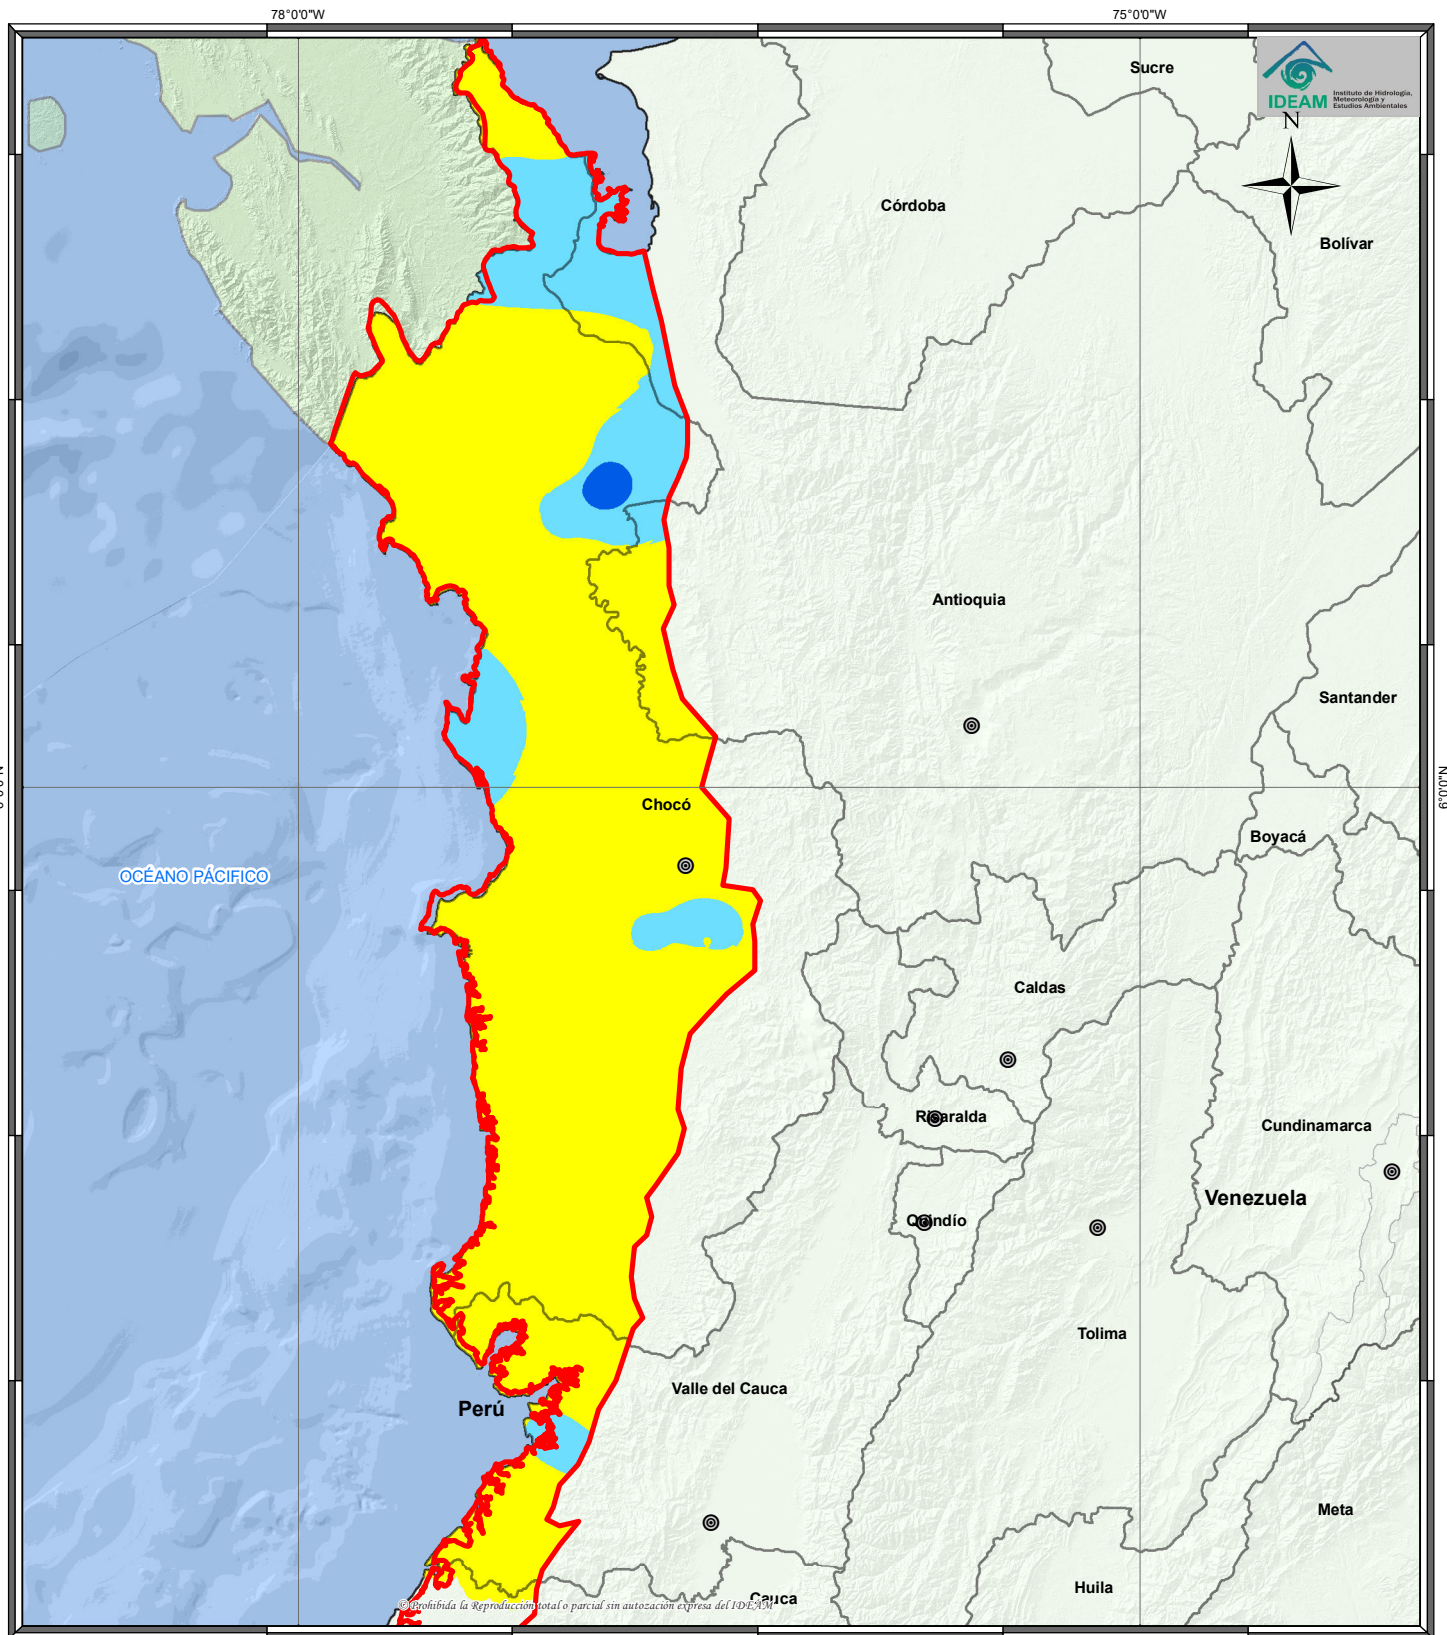 78°0'0"W
75°0'0"W
Sucre
IDEAM
Instituto de Hidrología,
Meteorología y
Estudios Ambientales
N
Córdoba
Bolívar
Antioquia
Santander
6°0'0"N
Chocó
Boyacá
OCÉANO PÁCIFICO
Caldas
Risaralda
Cundinamarca
Venezuela
Quindío
Tolima
Valle del Cauca
Perú
Meta
Huila
Cauca
© Prohibida la Reproducción total o parcial sin autozación expresa del IDEAM